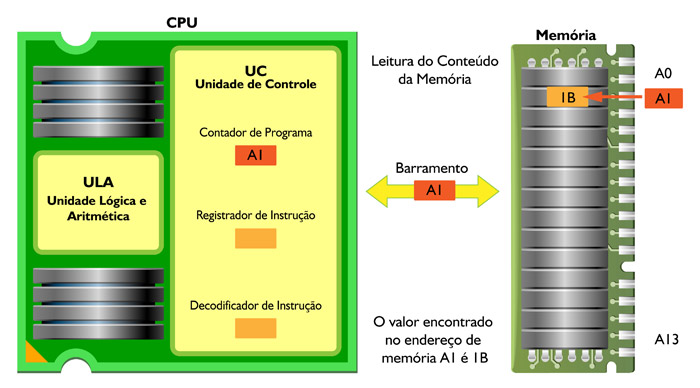 CPU
UC
Unidade de Controle
Contador de Programa
A1
Registrador de Instrução
Decodificador de Instrução
ULA
Unidade Lógica e
Aritmética
Leitura do Conteúdo
da Memória
Barramento
A1
O valor encontrado
no endereço de
memória A1 é 1B
Memória
1B
A0
A1
A13